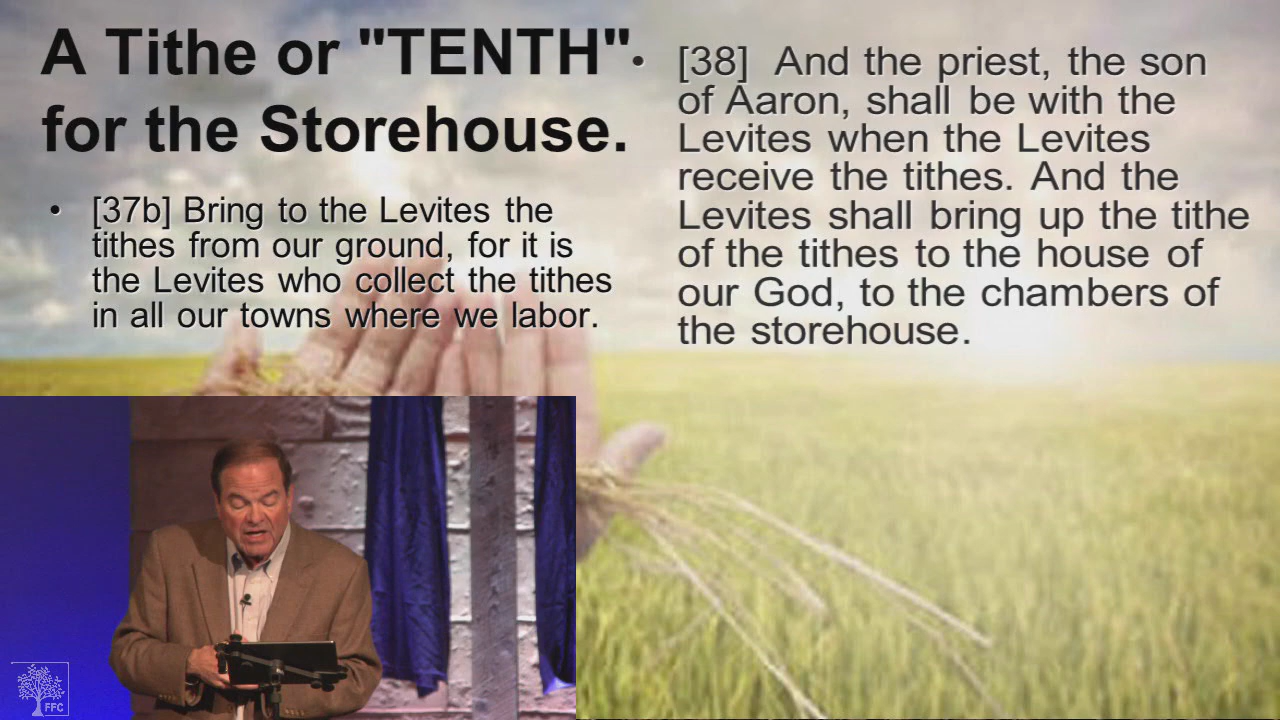 A Tithe or "TENTH"
for the Storehouse.
• [37b] Bring to the Levites the
tithes from our ground, for it is
the Levites who collect the tithes
in all our towns where we labor.
• [38] And the priest, the son
of Aaron, shall be with the
Levites when the Levites
receive the tithes. And the
Levites shall bring up the tithe
of the tithes to the house of
our God, to the chambers of
the storehouse.
FFC